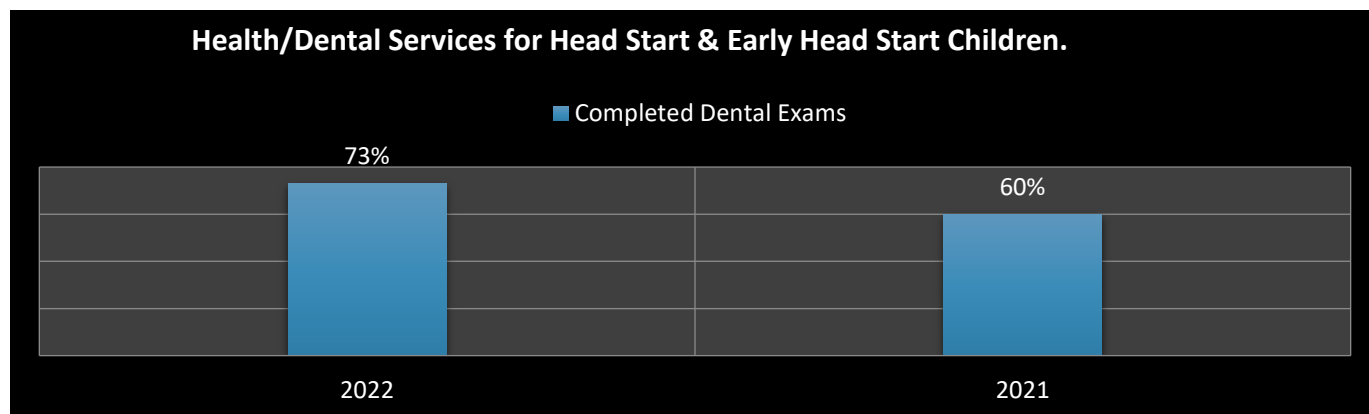 Health/Dental Services for Head Start & Early Head Start Children.
Completed Dental Exams
73%
60%
2022
2021